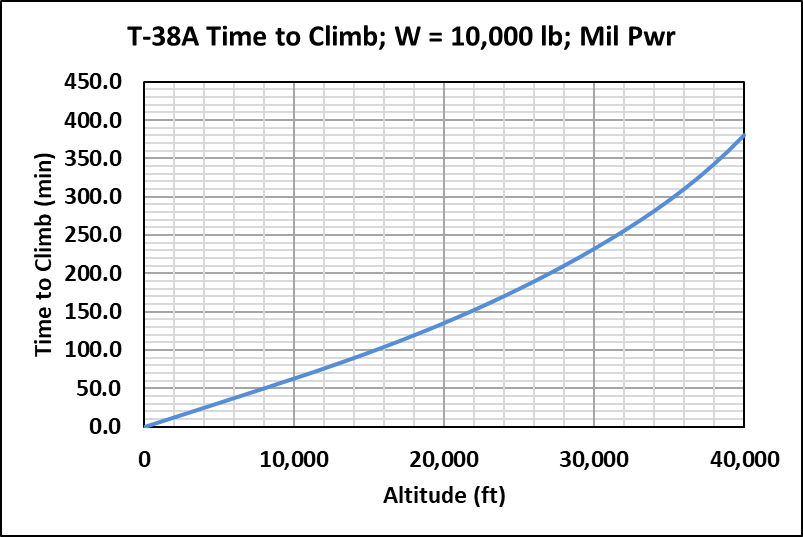 T-38A Time to Climb; W = 10,000 lb; Mil Pwr
450.0
400.0
350.0
300.0
250.0
200.0
150.0
100.0
50.0
0.0
Time to Climb (min)
0 10,000 20,000 30,000 40,000
Altitude (ft)